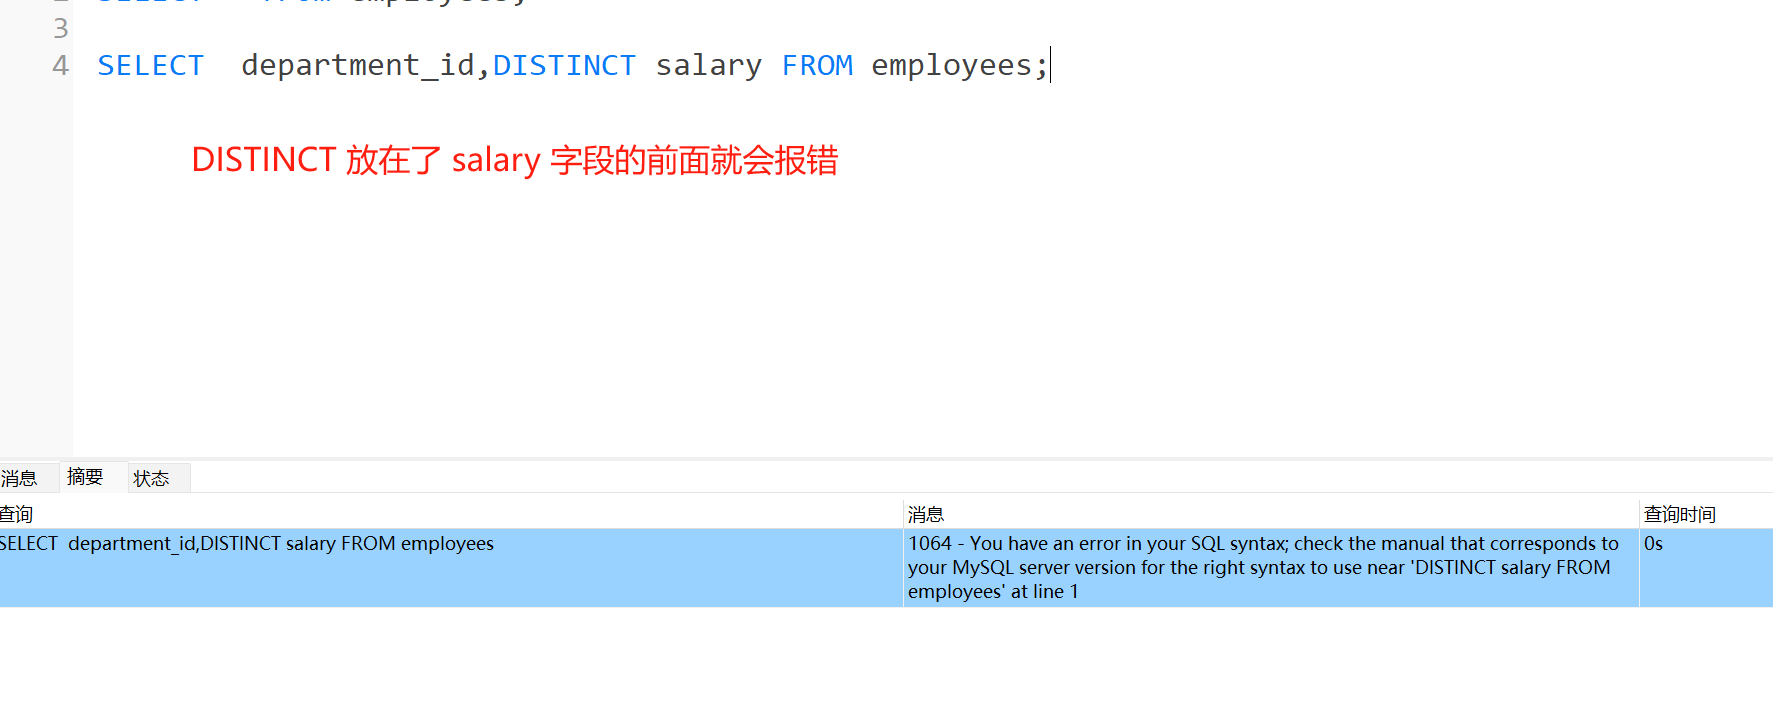 3
4 SELECT department_id,DISTINCT salary FROM employees;
DISTINCT 放在了 salary 字段的前面就会报错
消息 摘要 状态
查询 消息 查询时间
SELECT department_id,DISTINCT salary FROM employees 1064 - You have an error in your SQL syntax; check the manual that corresponds to 0s
your MySQL server version for the right syntax to use near 'DISTINCT salary FROM
employees' at line 1